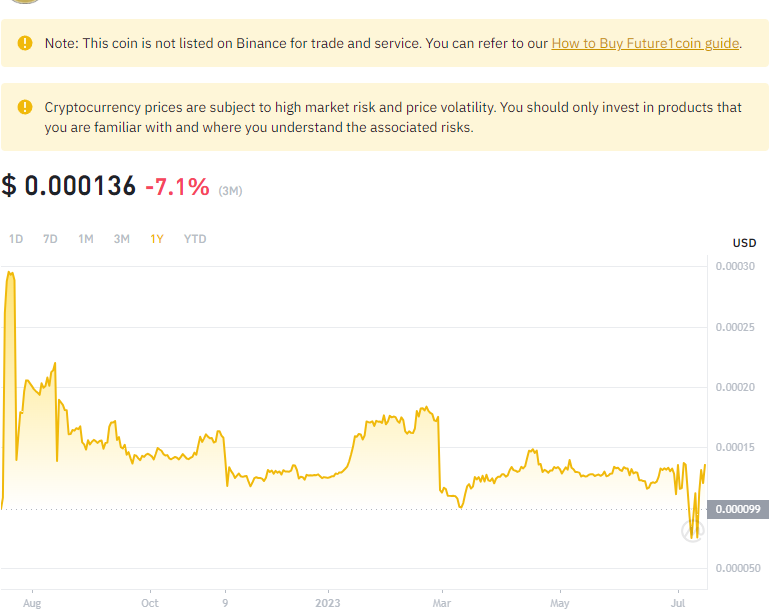 Note: This coin is not listed on Binance for trade and service. You can refer to our How to Buy Future1coin guide.
Cryptocurrency prices are subject to high market risk and price volatility. You should only invest in products that
you are familiar with and where you understand the associated risks.
$ 0.000136 -7.1% (3M)
1D 7D 1M 3M 1Y YTD
USD
0.00030
0.00025
0.00020
0.00015
0.000099
0.000050
Aug Oct 9 2023 Mar May Jul